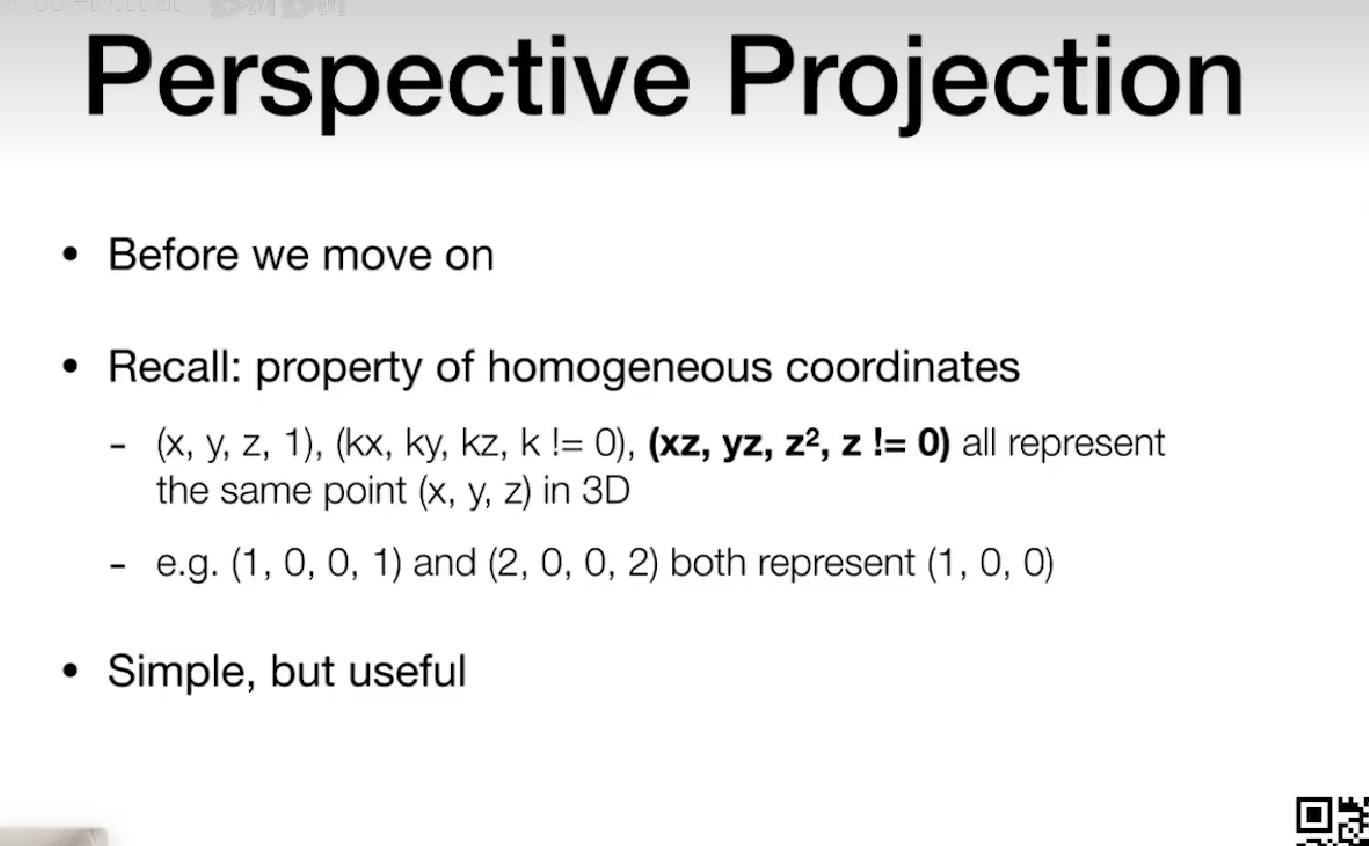 Perspective Projection
• Before we move on
• Recall: property of homogeneous coordinates
- (x, y, z, 1), (kx, ky, kz, k != 0), (xz, yz, z², z != 0) all represent
the same point (x, y, z) in 3D
- e.g. (1, 0, 0, 1) and (2, 0, 0, 2) both represent (1, 0, 0)
• Simple, but useful